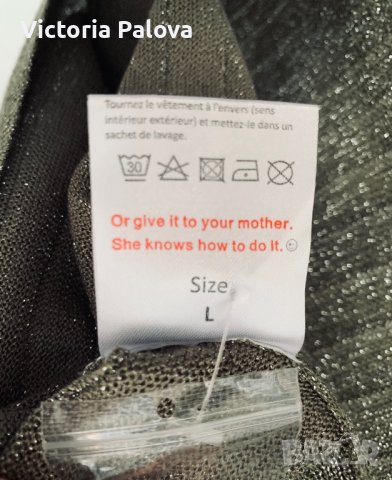 Victoria Palova
Tournez le vêtement à l'envers (sens
intérieur extérieur) et mettez-le dans un
sachet de lavage.
30
Or give it to your mother.
She knows how to do it.
Size
L
BAZAR